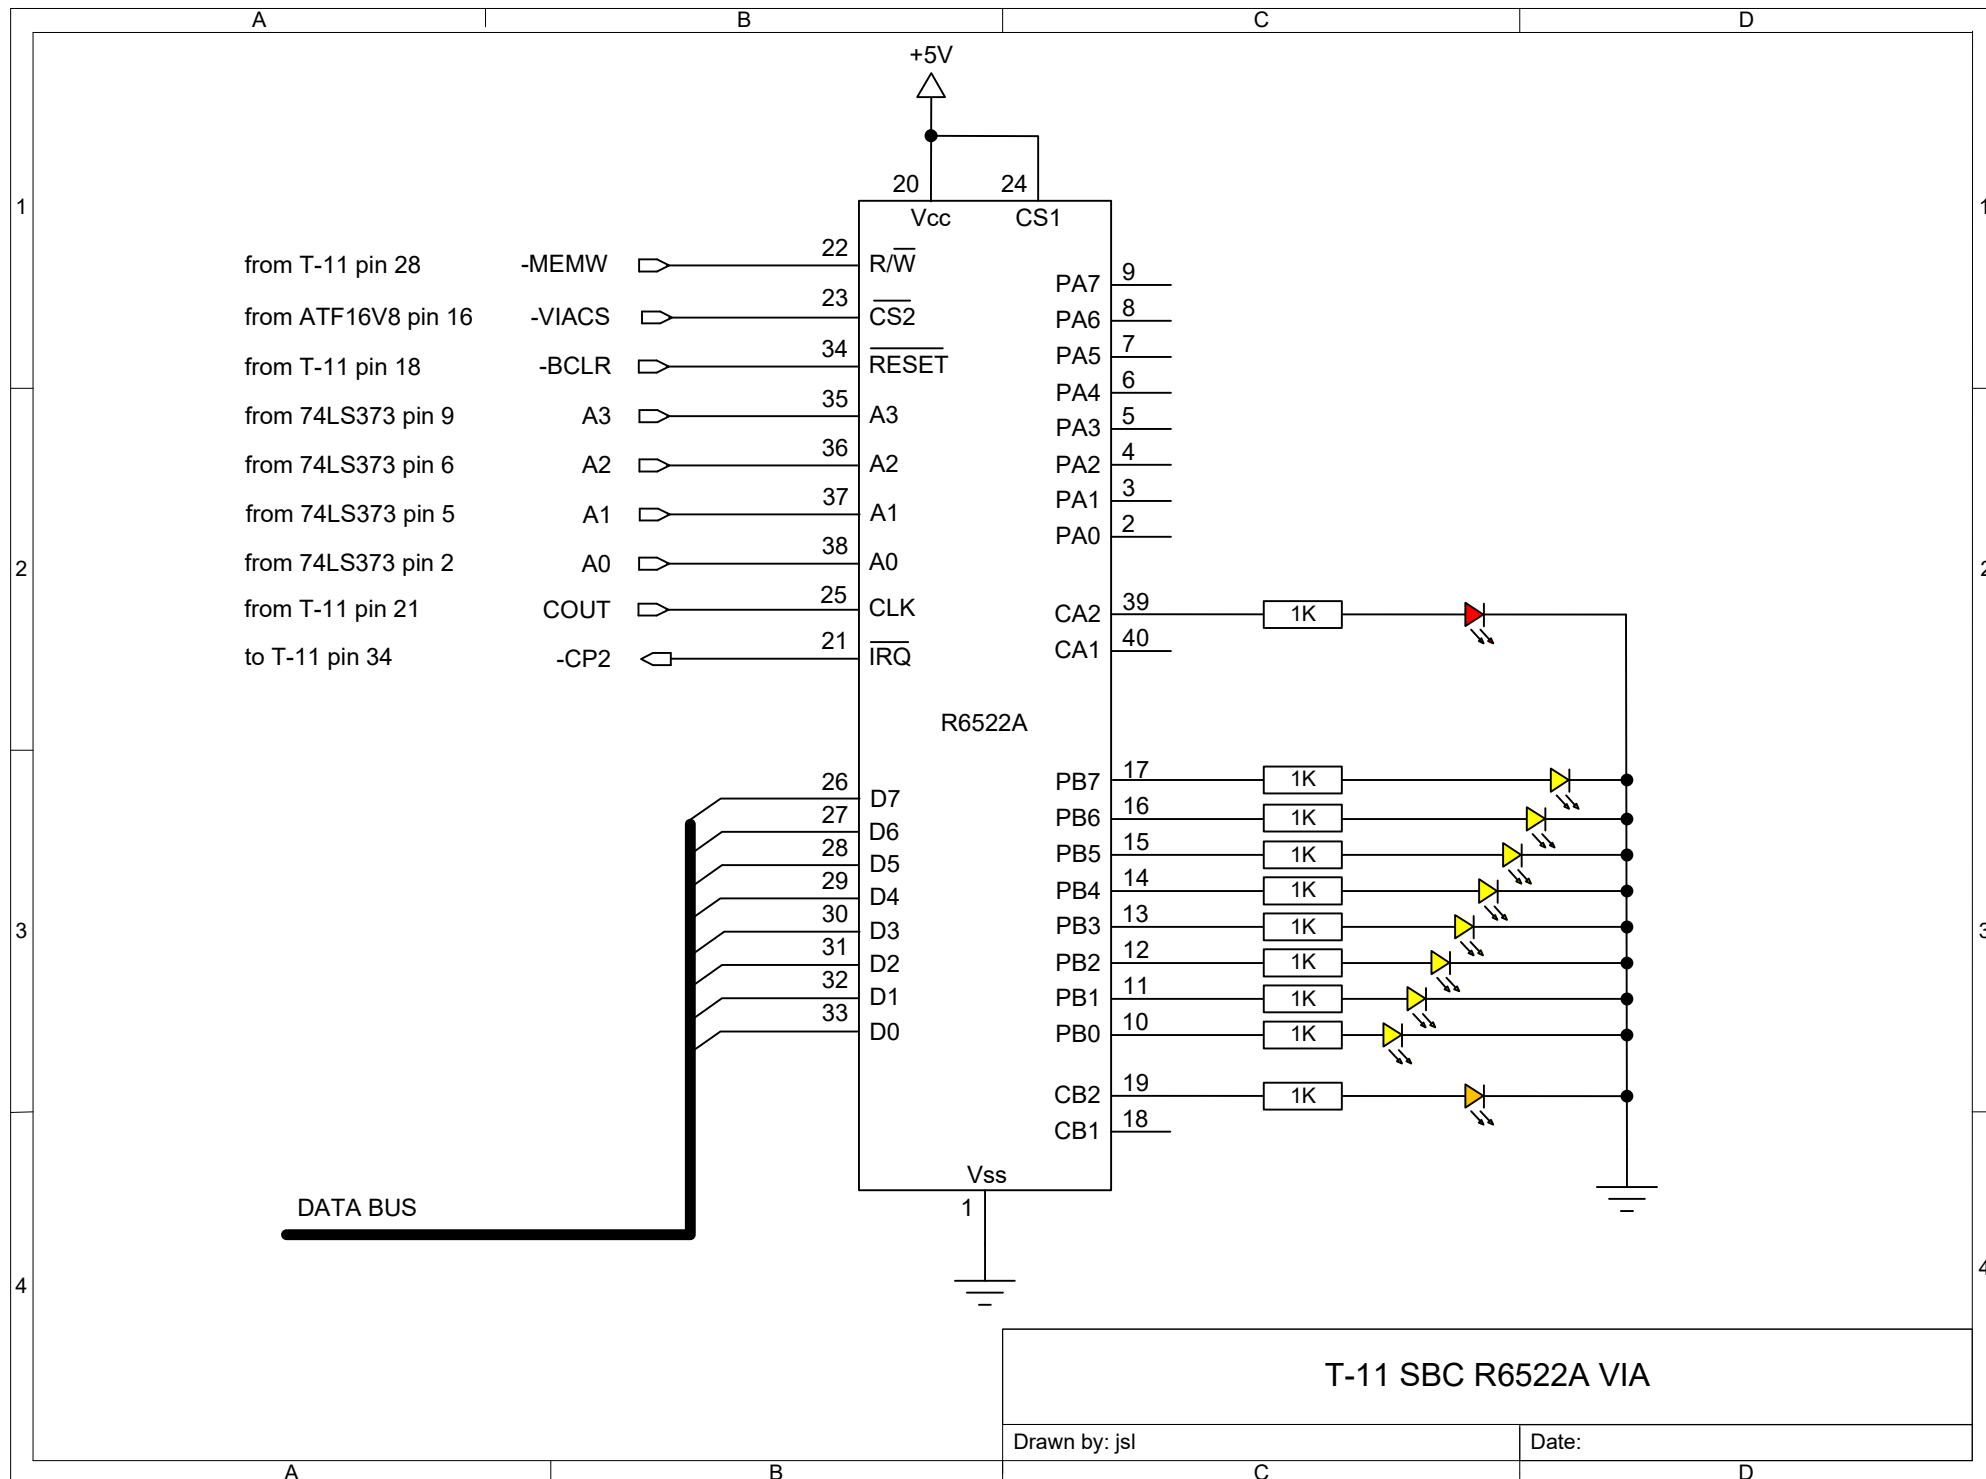 A B C D
+5V
20 24
1 1
Vcc CS1
from T-11 pin 28 -MEMW 22 R/W
from ATF16V8 pin 16 -VIACS 23 CS2
from T-11 pin 18 -BCLR 34 RESET
from 74LS373 pin 9 A3 35 A3
from 74LS373 pin 6 A2 36 A2
from 74LS373 pin 5 A1 37 A1
from 74LS373 pin 2 A0 38 A0
from T-11 pin 21 COUT 25 CLK
to T-11 pin 34 -CP2 21 IRQ
PA7 9
PA6 8
PA5 7
PA4 6
PA3 5
PA2 4
PA1 3
PA0 2
2 2
CA2 39 1K
CA1 40
R6522A
26 D7
27 D6
28 D5
29 D4
30 D3
31 D2
32 D1
33 D0
PB7 17 1K
PB6 16 1K
PB5 15 1K
PB4 14 1K
PB3 13 1K
PB2 12 1K
PB1 11 1K
PB0 10 1K
3 3
CB2 19 1K
CB1 18
Vss
1
DATA BUS
4 4
T-11 SBC R6522A VIA
Drawn by: jsl Date:
A B C D